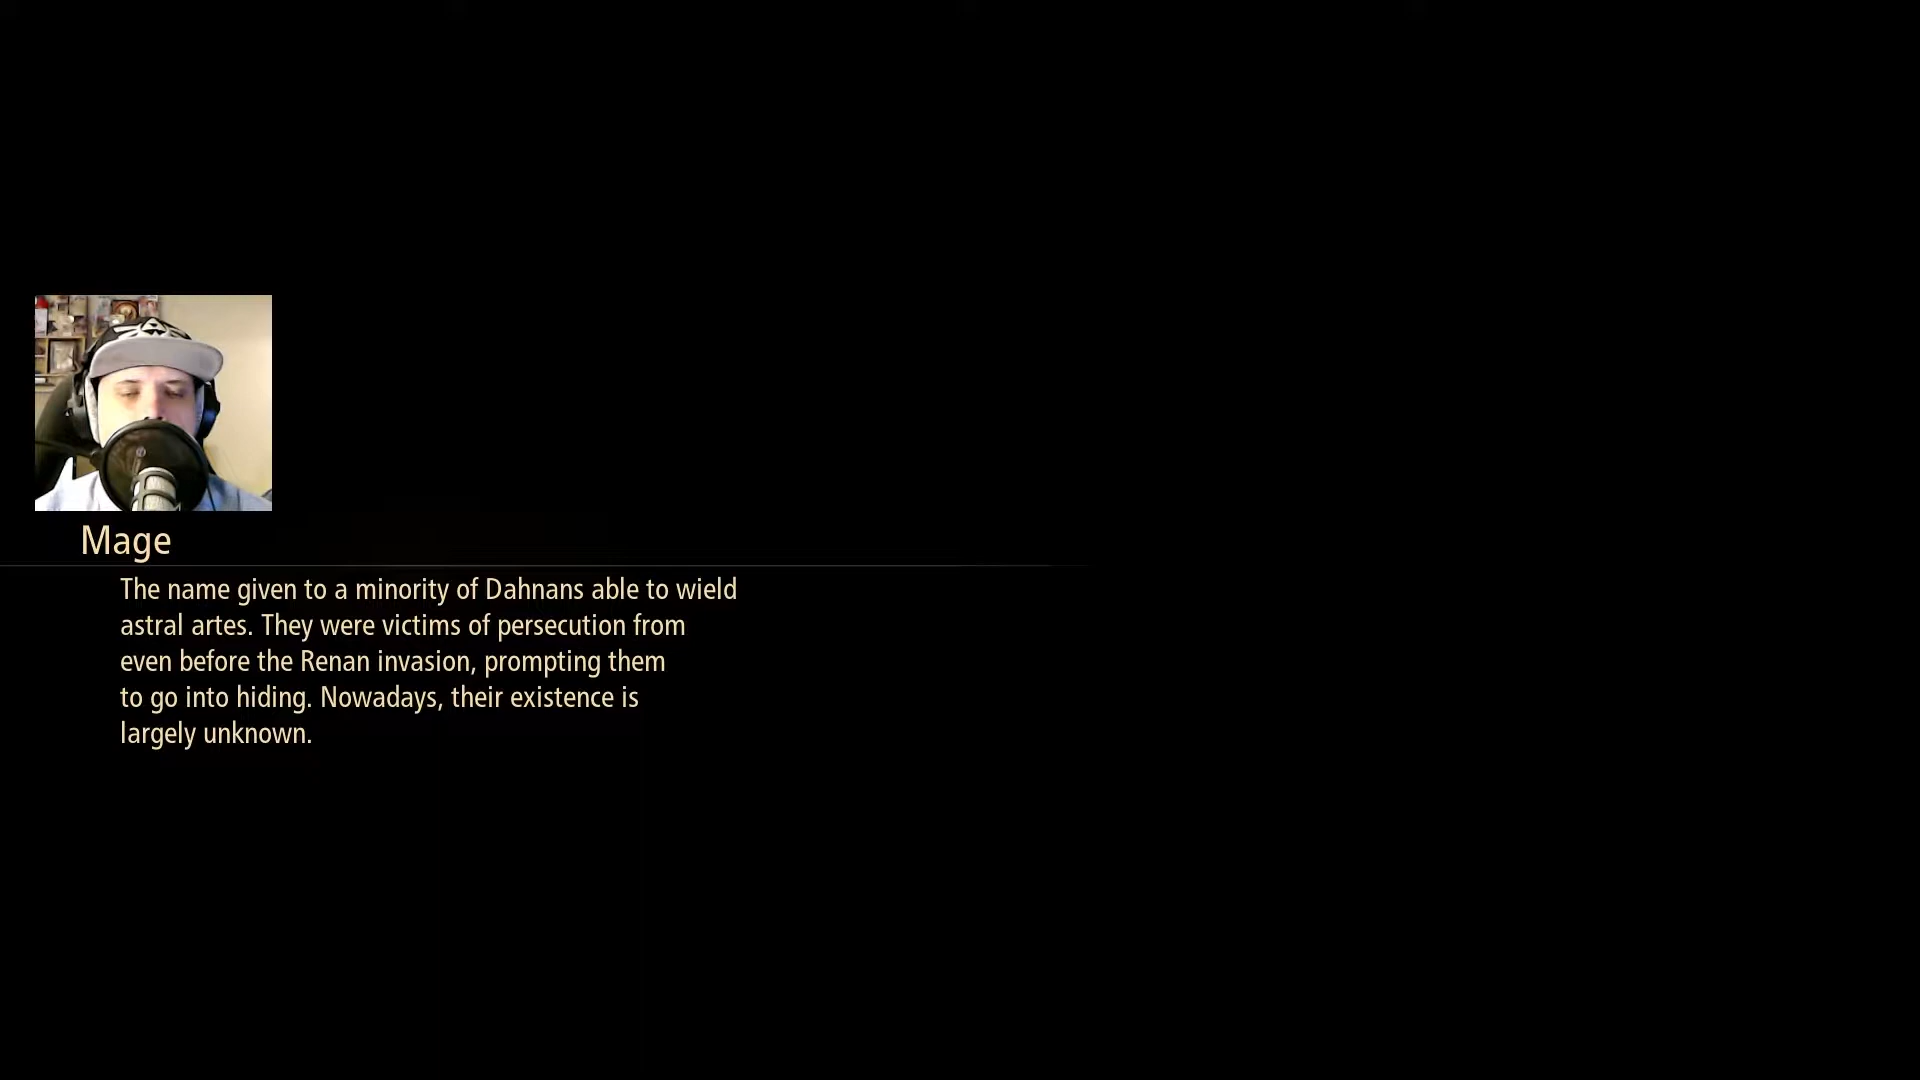 Mage
The name given to a minority of Dahnans able to wield
astral artes. They were victims of persecution from
even before the Renan invasion, prompting them
to go into hiding. Nowadays, their existence is
largely unknown.